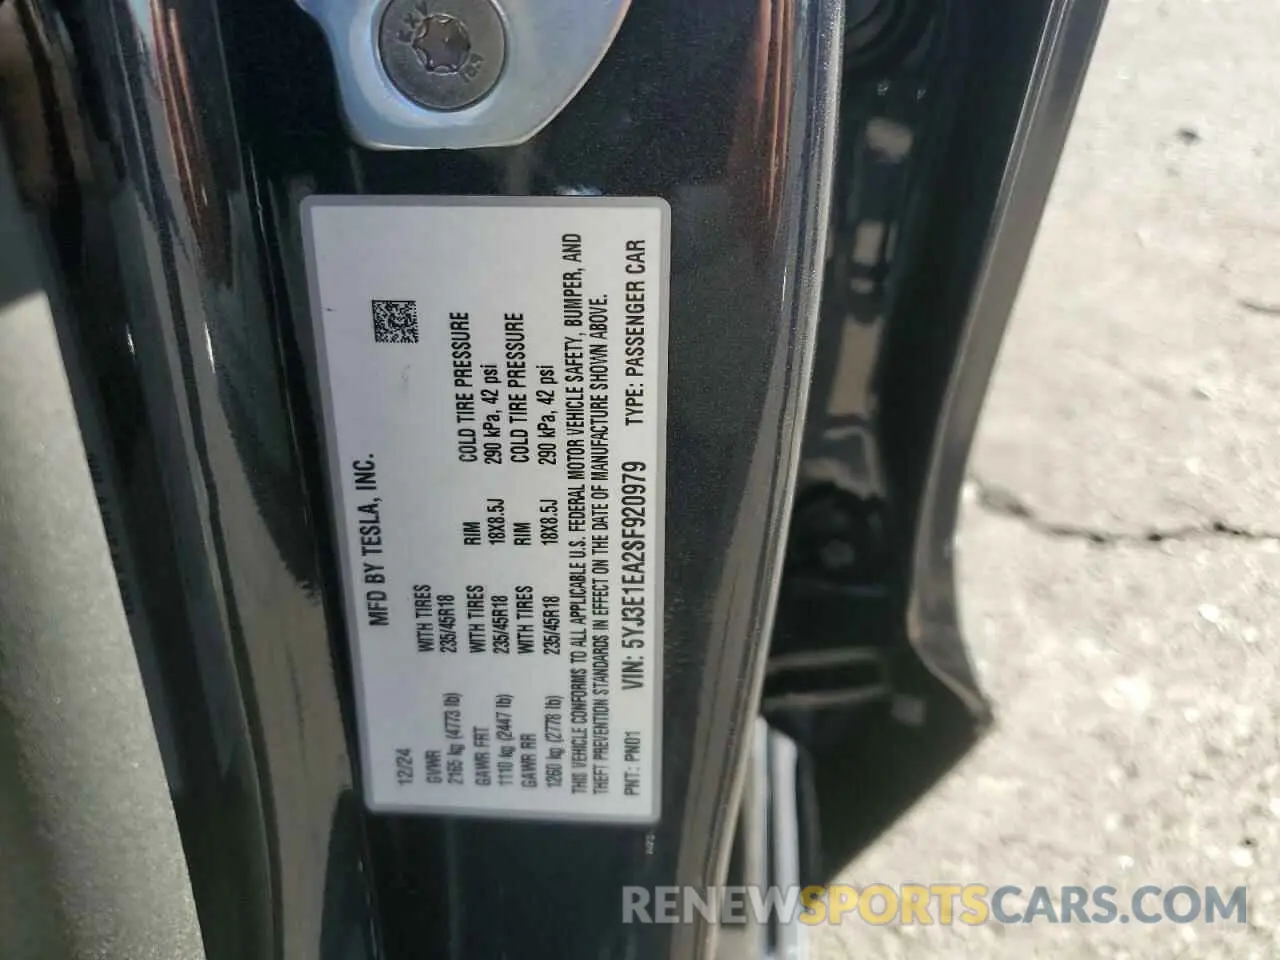 MFD BY TESLA, INC.
12/24
GVWR
2165 kg (4773 lb)
WITH TIRES
235/45R18
RIM
18X8.5J
COLD TIRE PRESSURE
290 kPa, 42 psi
GAWR FRT
1110 kg (2447 lb)
WITH TIRES
235/45R18
RIM
18X8.5J
COLD TIRE PRESSURE
290 kPa, 42 psi
GAWR RR
1260 kg (2778 lb)
WITH TIRES
235/45R18
THIS VEHICLE CONFORMS TO ALL APPLICABLE U.S. FEDERAL MOTOR VEHICLE SAFETY, BUMPER, AND
THEFT PREVENTION STANDARDS IN EFFECT ON THE DATE OF MANUFACTURE SHOWN ABOVE.
PNT: PN01 VIN: 5YJ3E1EA2SF920979 TYPE: PASSENGER CAR
RENEWSPORTSCARS.COM